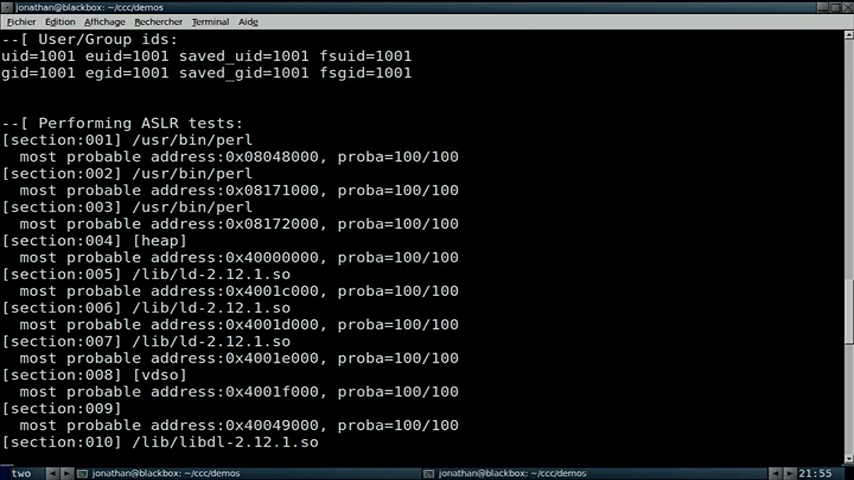 jonathan@blackbox: ~/ccc/demos
Fichier Édition Affichage Rechercher Terminal Aide
--[ User/Group ids:
uid=1001 euid=1001 saved_uid=1001 fsuid=1001
gid=1001 egid=1001 saved_gid=1001 fsgid=1001
--[ Performing ASLR tests:
[section:001] /usr/bin/perl
most probable address:0x08048000, proba=100/100
[section:002] /usr/bin/perl
most probable address:0x08171000, proba=100/100
[section:003] /usr/bin/perl
most probable address:0x08172000, proba=100/100
[section:004] [heap]
most probable address:0x40000000, proba=100/100
[section:005] /lib/ld-2.12.1.so
most probable address:0x4001c000, proba=100/100
[section:006] /lib/ld-2.12.1.so
most probable address:0x4001d000, proba=100/100
[section:007] /lib/ld-2.12.1.so
most probable address:0x4001e000, proba=100/100
[section:008] [vdso]
most probable address:0x4001f000, proba=100/100
[section:009]
most probable address:0x40049000, proba=100/100
[section:010] /lib/libdl-2.12.1.so
two jonathan@blackbox: ~/ccc/demos jonathan@blackbox: ~/ccc/demos 21:55